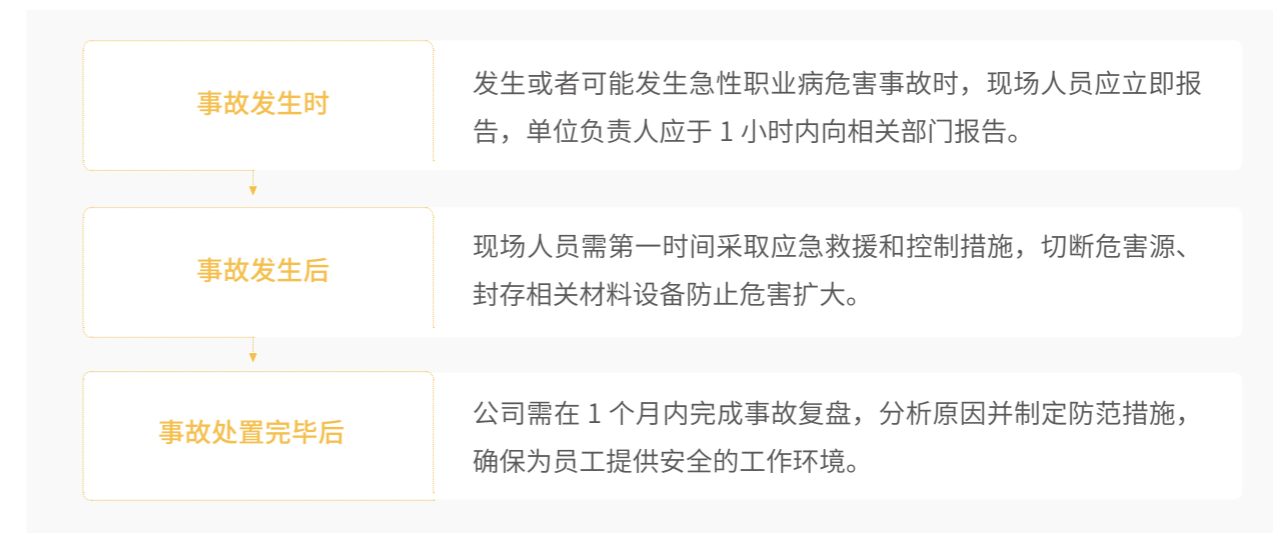 事故发生时
发生或者可能发生急性职业病危害事故时，现场人员应立即报
告，单位负责人应于 1 小时内向相关部门报告。
事故发生后
现场人员需第一时间采取应急救援和控制措施，切断危害源、
封存相关材料设备防止危害扩大。
事故处置完毕后
公司需在 1 个月内完成事故复盘，分析原因并制定防范措施，
确保为员工提供安全的工作环境。